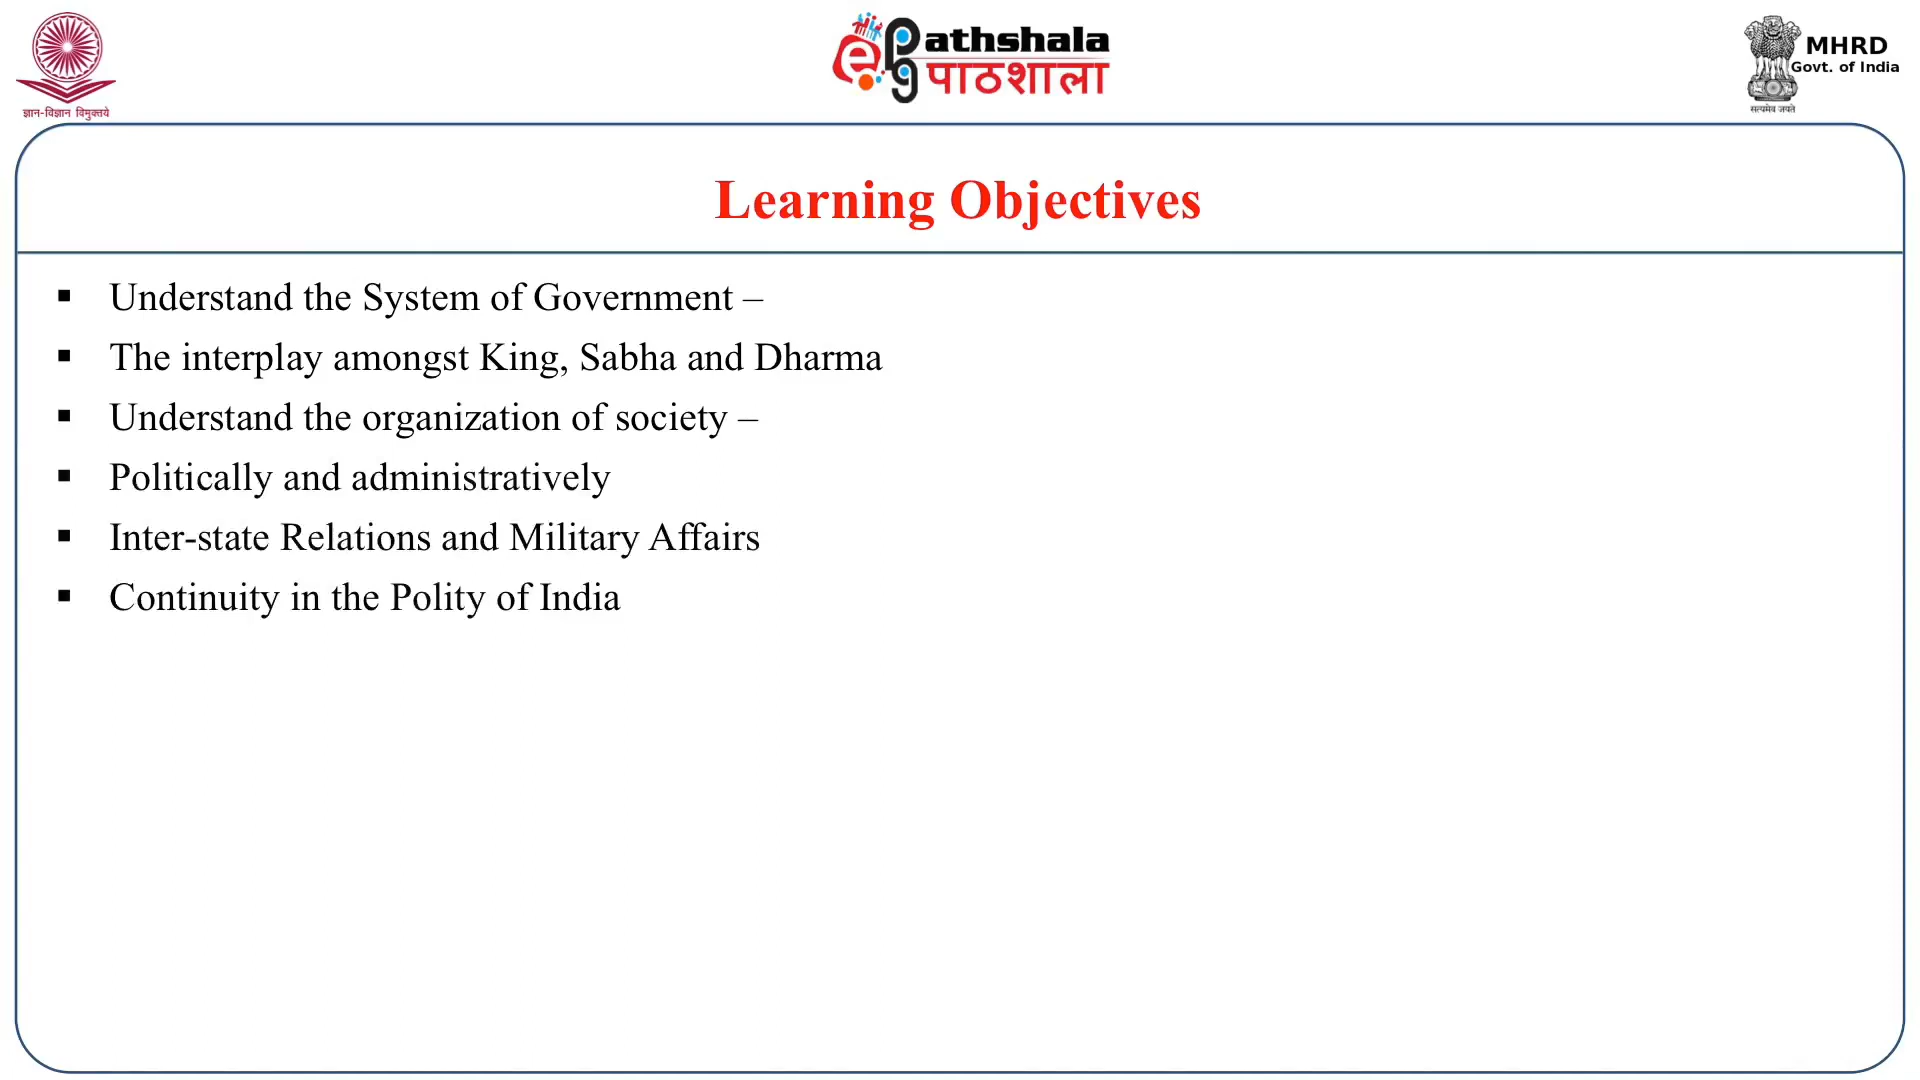 ज्ञान-विज्ञान विमुक्तये
ePathshala
पाठशाला
MHRD
Govt. of India
सत्यमेव जयते
Learning Objectives
▪ Understand the System of Government –
▪ The interplay amongst King, Sabha and Dharma
▪ Understand the organization of society –
▪ Politically and administratively
▪ Inter-state Relations and Military Affairs
▪ Continuity in the Polity of India